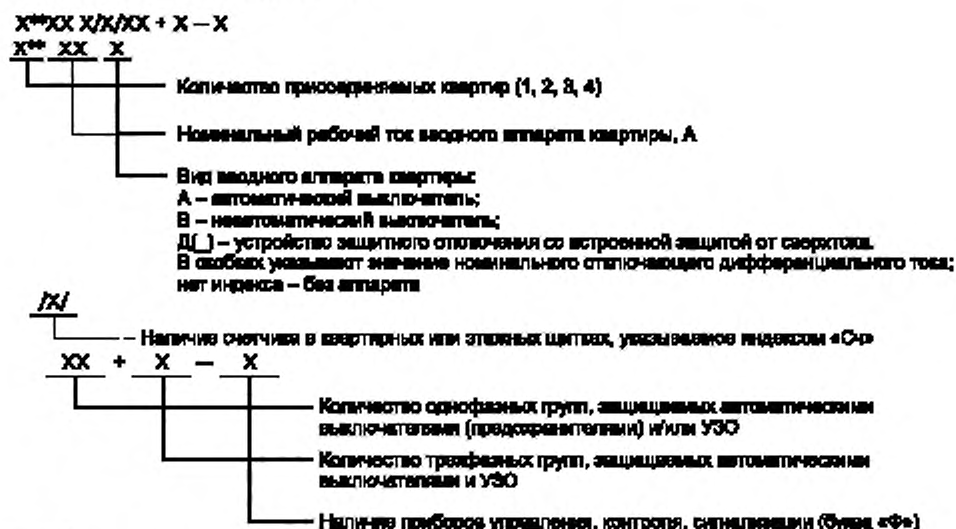 X**XX X/X/XX + X – X
X** XX X
Количество присоединяемых квартир (1, 2, 3, 4)
Номинальный рабочей ток вводного аппарата квартиры, А
Вид вводного аппарата квартиры:
А – автоматический выключатель;
В – неавтоматический выключатель;
Д(_) – устройство защитного отключения со встроенной защитой от сверхтока.
В скобках указывают значение номинального отключающего дифференциального тока;
нет индекса – без аппарата
/X/
– Наличие счетчика в квартирных или этажных щитках, указываемое индексом «Сч»
XX + X – X
Количество однофазных групп, защищаемых автоматическими
выключателями (предохранителями) и/или УЗО
Количество трехфазных групп, защищаемых автоматическими
выключателями и УЗО
Наличие приборов управления, контроля, сигнализации (буква «Ф»)